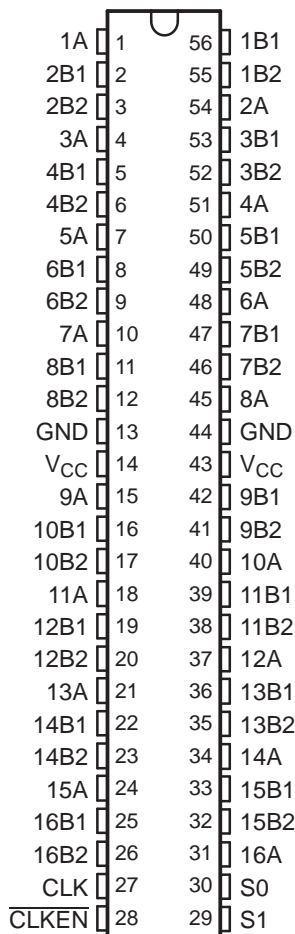 1A 1 56 1B1
2B1 2 55 1B2
2B2 3 54 2A
3A 4 53 3B1
4B1 5 52 3B2
4B2 6 51 4A
5A 7 50 5B1
6B1 8 49 5B2
6B2 9 48 6A
7A 10 47 7B1
8B1 11 46 7B2
8B2 12 45 8A
GND 13 44 GND
VCC 14 43 VCC
9A 15 42 9B1
10B1 16 41 9B2
10B2 17 40 10A
11A 18 39 11B1
12B1 19 38 11B2
12B2 20 37 12A
13A 21 36 13B1
14B1 22 35 13B2
14B2 23 34 14A
15A 24 33 15B1
16B1 25 32 15B2
16B2 26 31 16A
CLK 27 30 S0
CLKEN 28 29 S1